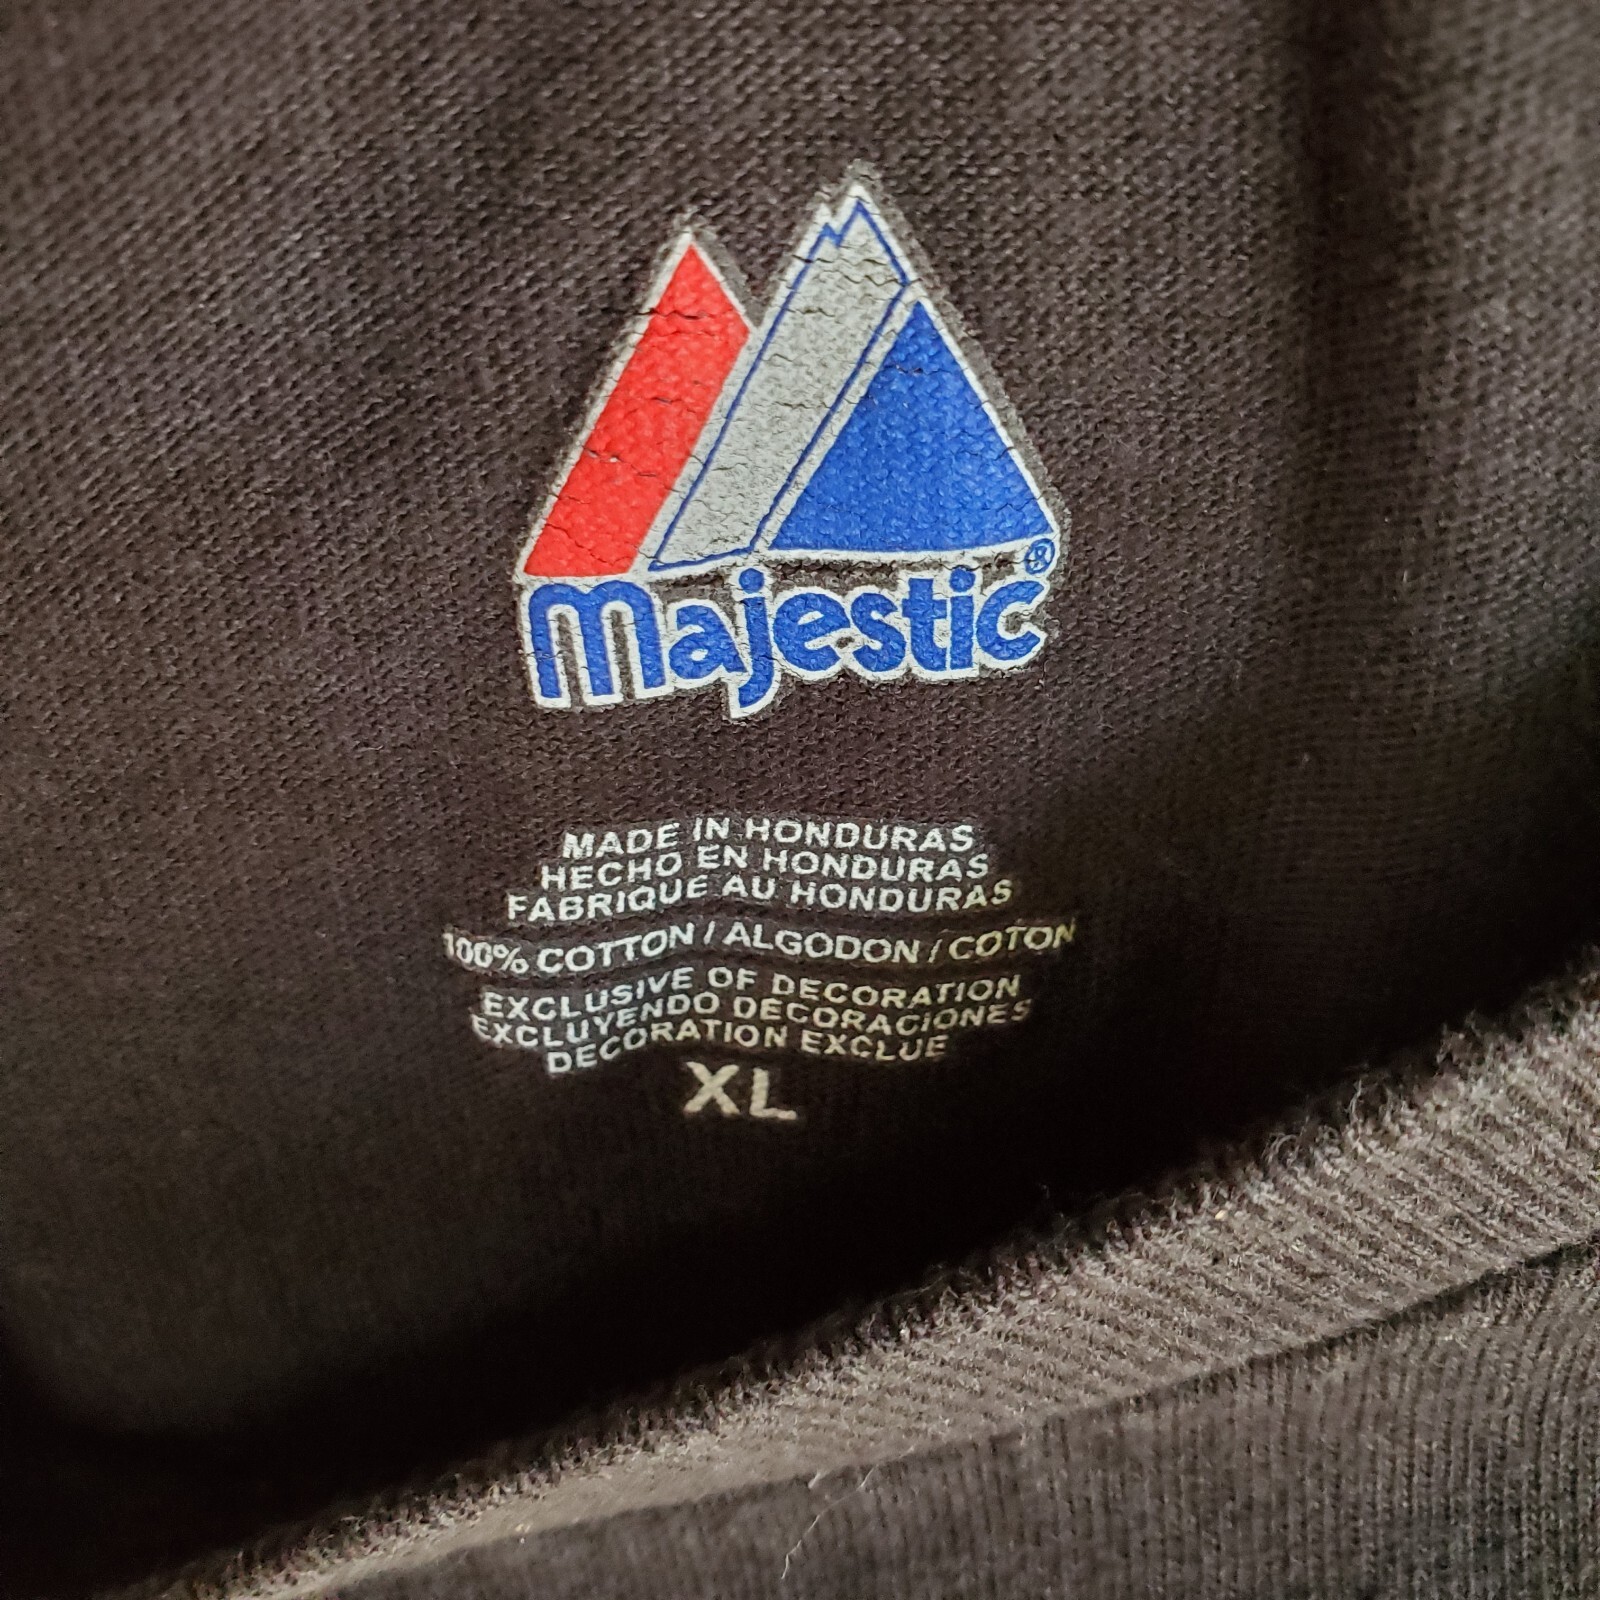 Majestic®
MADE IN HONDURAS
HECHO EN HONDURAS
FABRIQUE AU HONDURAS
100% COTTON / ALGODON / COTON
EXCLUSIVE OF DECORATION
EXCLUYENDO DECORACIONES
DECORATION EXCLUE
XL